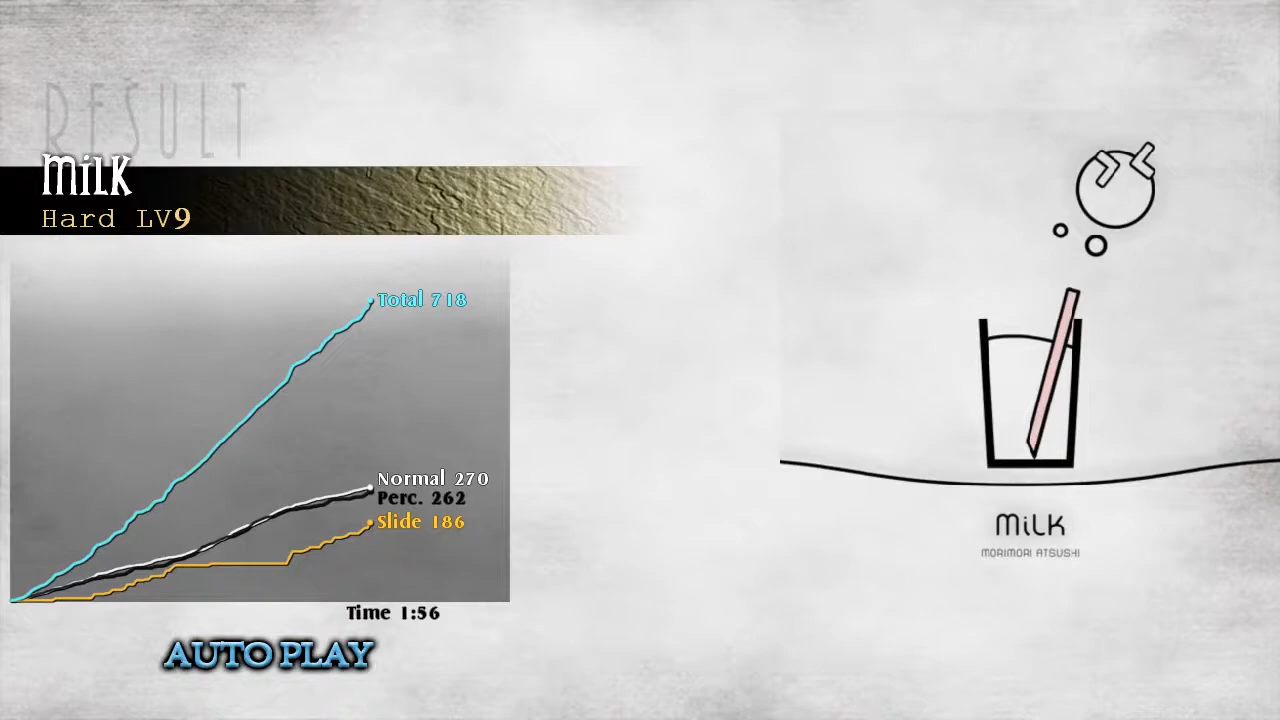 RESULT
MiLK
Hard LV9
Total 718
Normal 270
Perc. 262
Slide 186
Time 1:56
AUTO PLAY
MiLK
MORIMORI ATSUSHI